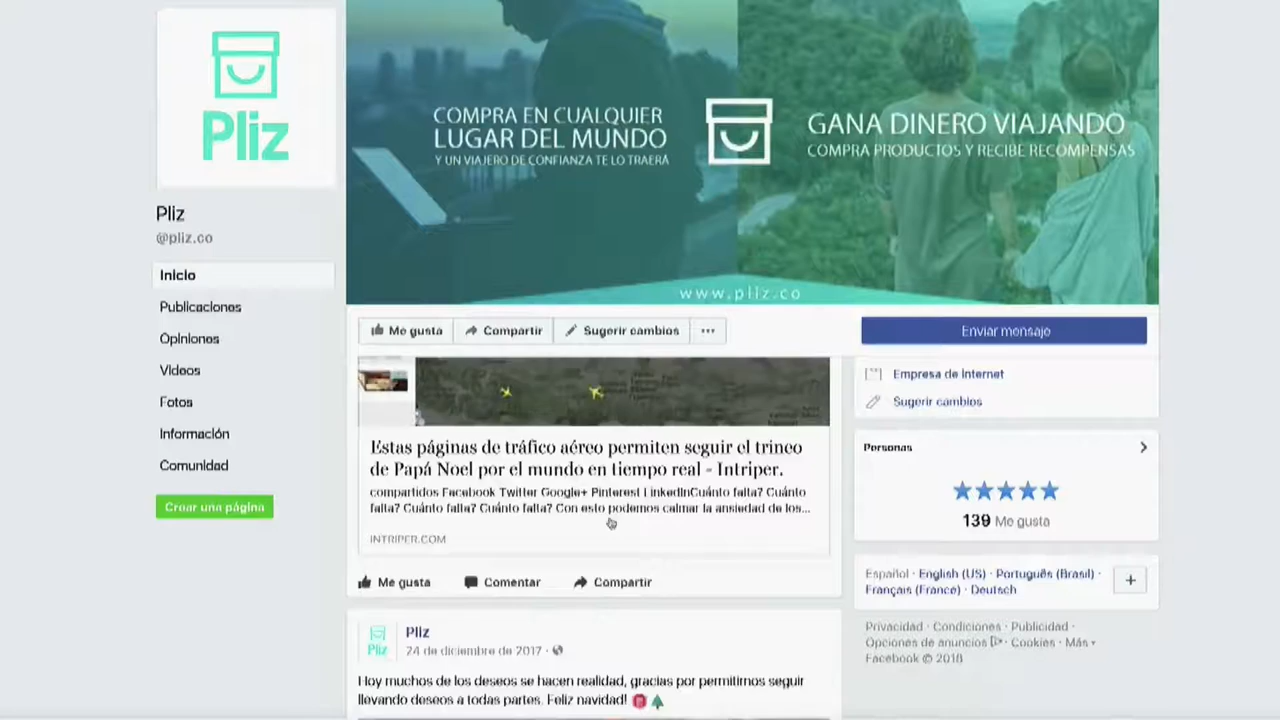 Pliz
COMPRA EN CUALQUIER
LUGAR DEL MUNDO
Y UN VIAJERO DE CONFIANZA TE LO TRAERÁ
GANA DINERO VIAJANDO
COMPRA PRODUCTOS Y RECIBE RECOMPENSAS
www.pliz.co
Pliz
@pliz.co
Inicio
Publicaciones
Opiniones
Videos
Fotos
Información
Comunidad
Crear una página
Me gusta
Compartir
Sugerir cambios
Enviar mensaje
Estas páginas de tráfico aéreo permiten seguir el trineo
de Papá Noel por el mundo en tiempo real - Intriper.
compartidos Facebook Twitter Google+ Pinterest LinkedInCuánto falta? Cuánto
falta? Cuánto falta? Cuánto falta? Con esto podemos calmar la ansiedad de los...
INTRIPER.COM
Me gusta
Comentar
Compartir
Pliz
Pliz
24 de diciembre de 2017 ·
Hoy muchos de los deseos se hacen realidad, gracias por permitirnos seguir
llevando deseos a todas partes. Feliz navidad!
Empresa de internet
Sugerir cambios
Personas
139 Me gusta
Español · English (US) · Português (Brasil) ·
Français (France) · Deutsch
+
Privacidad · Condiciones · Publicidad ·
Opciones de anuncios · Cookies · Más
Facebook © 2018